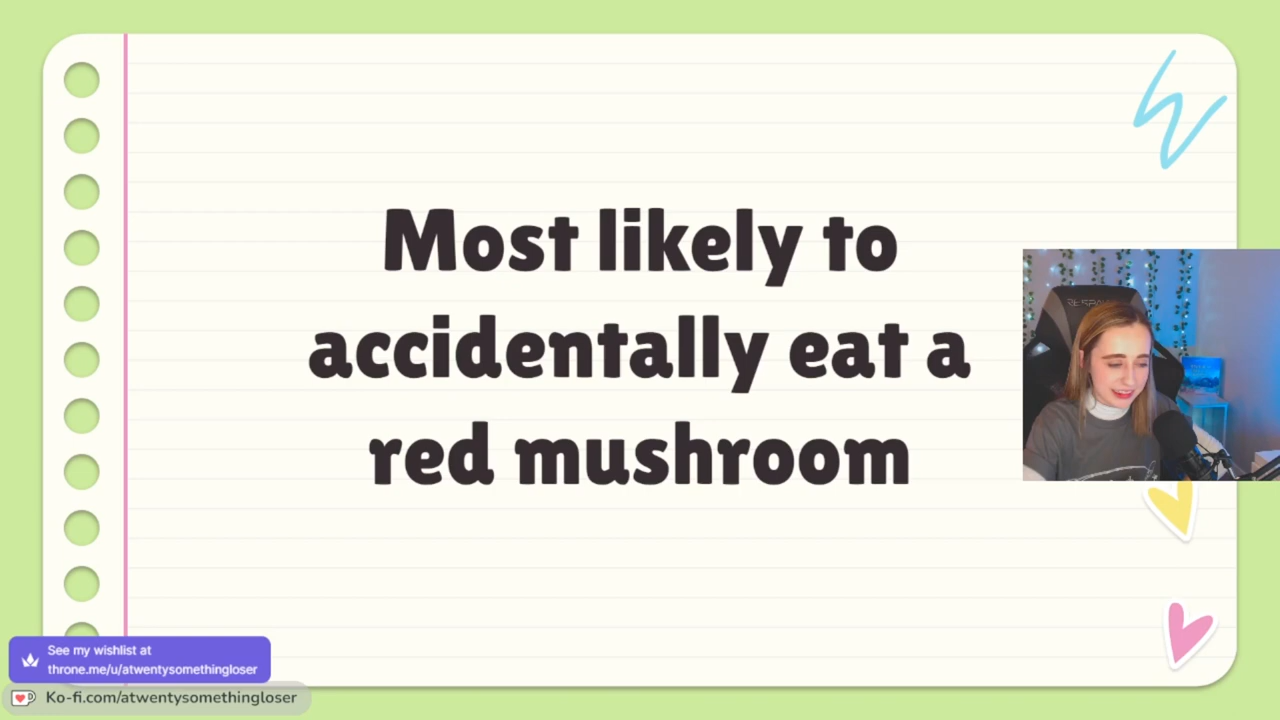 Most likely to
accidentally eat a
red mushroom
See my wishlist at
throne.me/u/atwentysomethingloser
Ko-fi.com/atwentysomethingloser